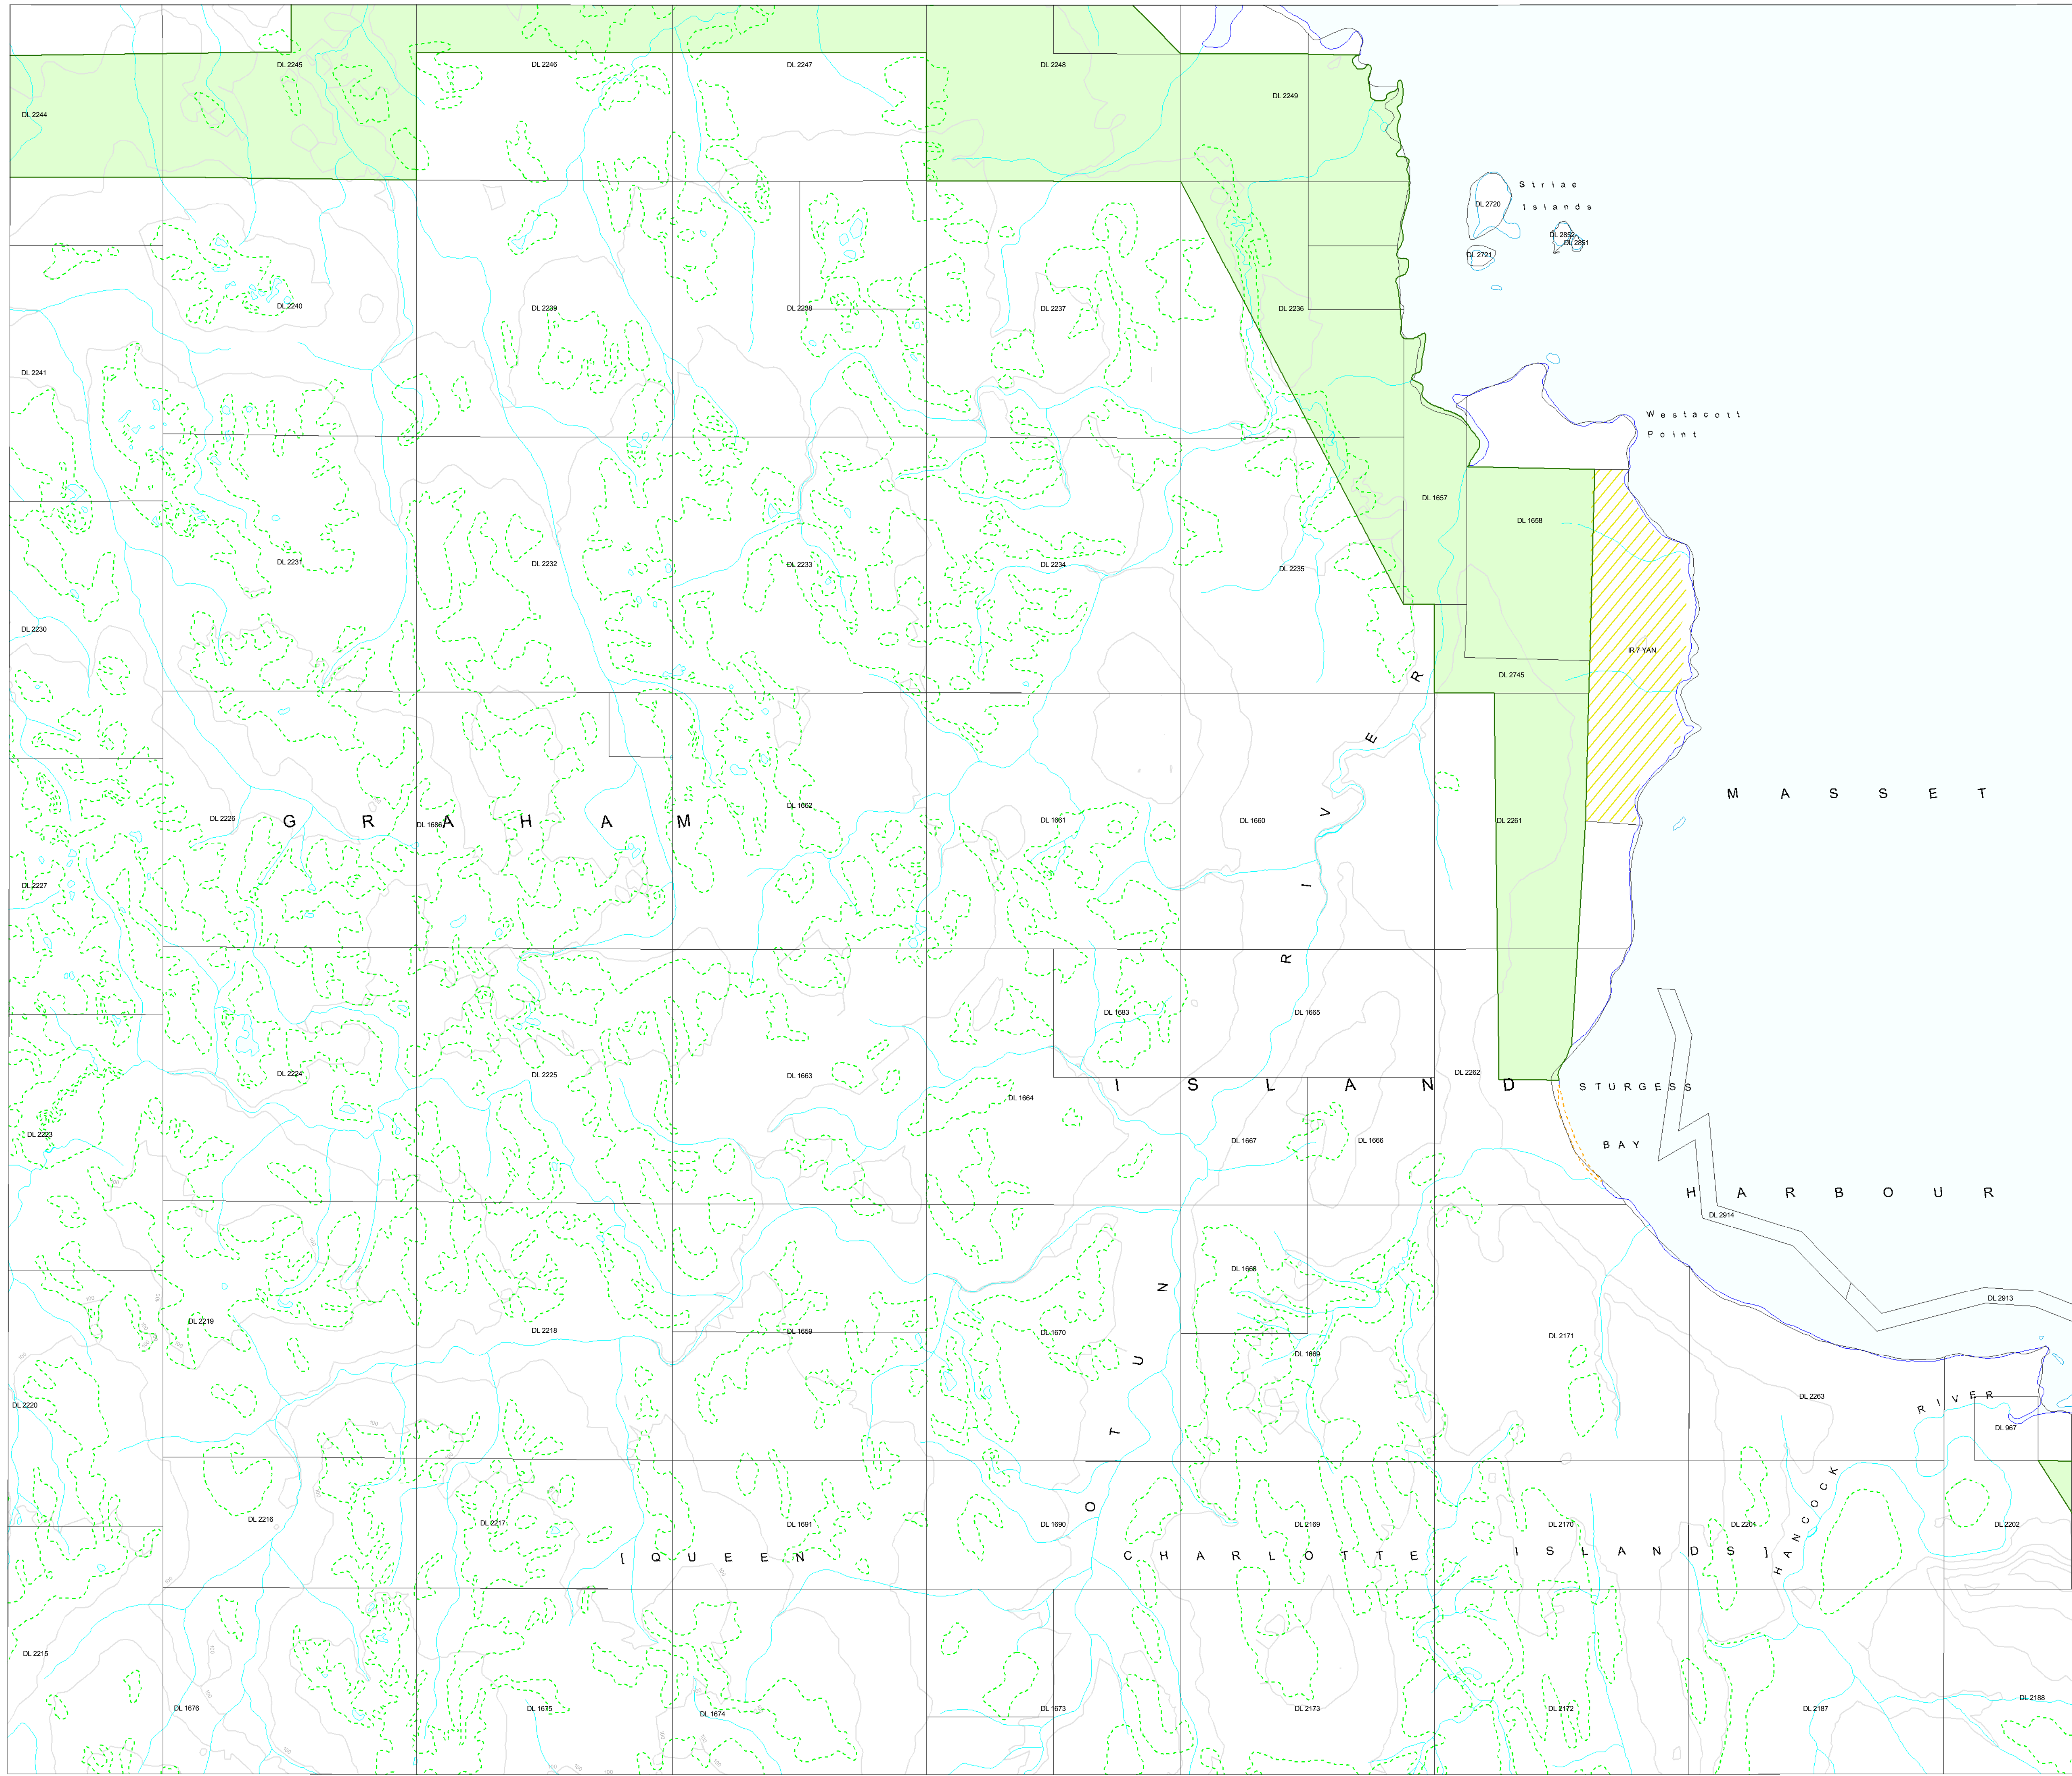 DL 2245
DL 2246
DL 2247
DL 2248
DL 2249
DL 2244
Striae
Islands
DL 2720
DL 2852
DL 2851
DL 2721
DL 2240
DL 2239
DL 2238
DL 2237
DL 2236
DL 2241
Westacott
Point
DL 1657
DL 1658
DL 2231
DL 2232
DL 2233
DL 2234
DL 2235
DL 2230
IR 7 YAN
DL 2745
MASSET
DL 2226
GRAHAM
DL 1686
DL 1662
DL 1661
DL 1660
DL 2261
DL 2227
DL 1683
DL 1665
DL 2224
DL 2225
DL 1663
DL 2262
ISLAND
STURGESS
BAY
DL 1664
DL 2223
DL 1667
DL 1666
HARBOUR
DL 2914
DL 1668
DL 2913
DL 2219
DL 2218
DL 1659
DL 1670
DL 2171
DL 1669
OTUN RIVER
DL 2220
DL 2263
HANCOCK RIVER
DL 967
DL 2216
DL 2217
DL 1691
DL 1690
DL 2169
DL 2170
DL 2201
DL 2202
[QUEEN CHARLOTTE ISLANDS]
DL 2215
DL 1676
DL 1675
DL 1674
DL 1673
DL 2173
DL 2172
DL 2187
DL 2188